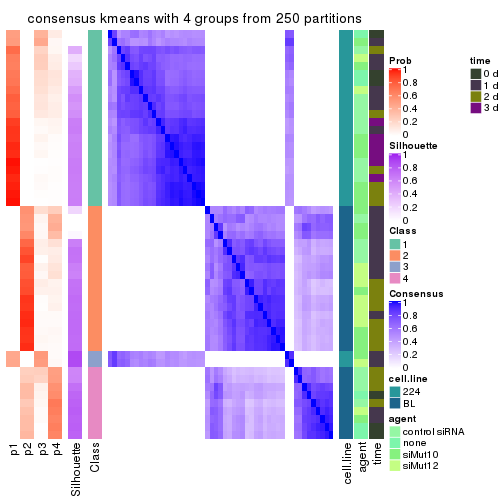 consensus kmeans with 4 groups from 250 partitions
Prob
1
0.8
0.6
0.4
0.2
0
time
0 d
1 d
2 d
3 d
Silhouette
1
0.8
0.6
0.4
0.2
0
Class
1
2
3
4
Consensus
1
0.8
0.6
0.4
0.2
0
cell.line
224
BL
agent
control siRNA
none
siMut10
siMut12
p1
p2
p3
p4
Silhouette
Class
cell.line
agent
time